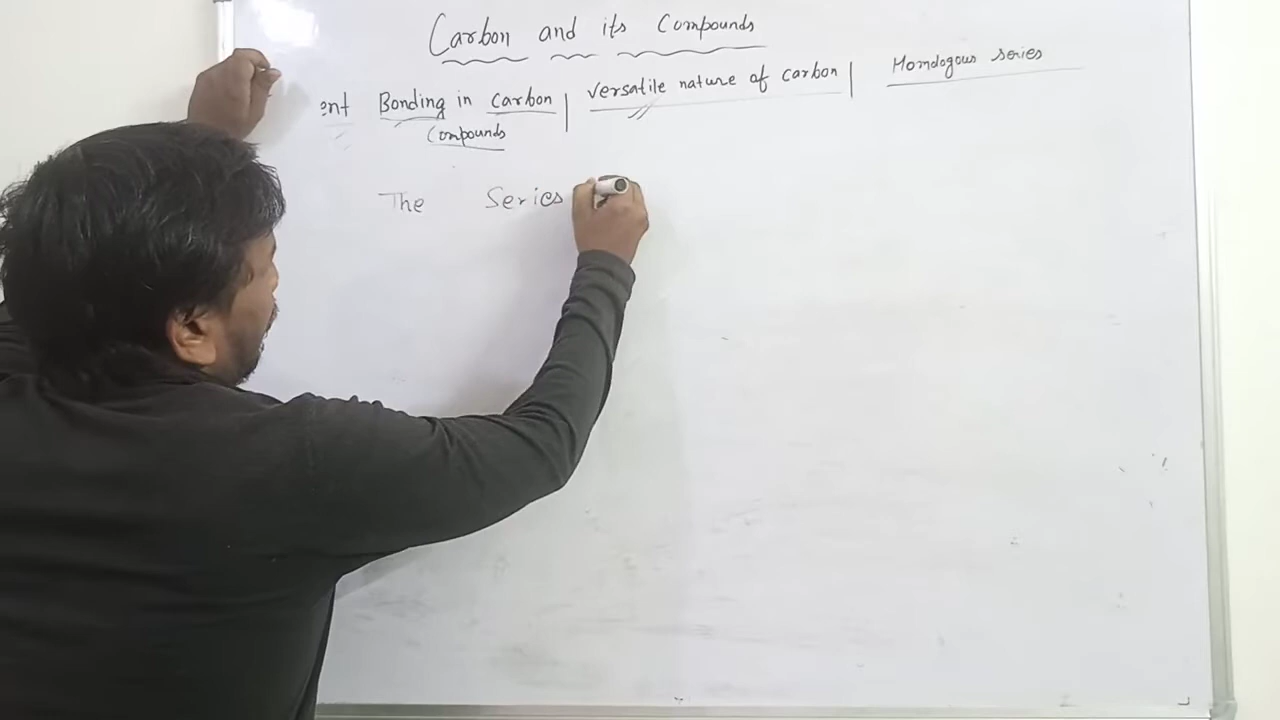 Carbon and its Compounds
ent Bonding in carbon | versatile nature of carbon | Homologous series
Compounds
The Series